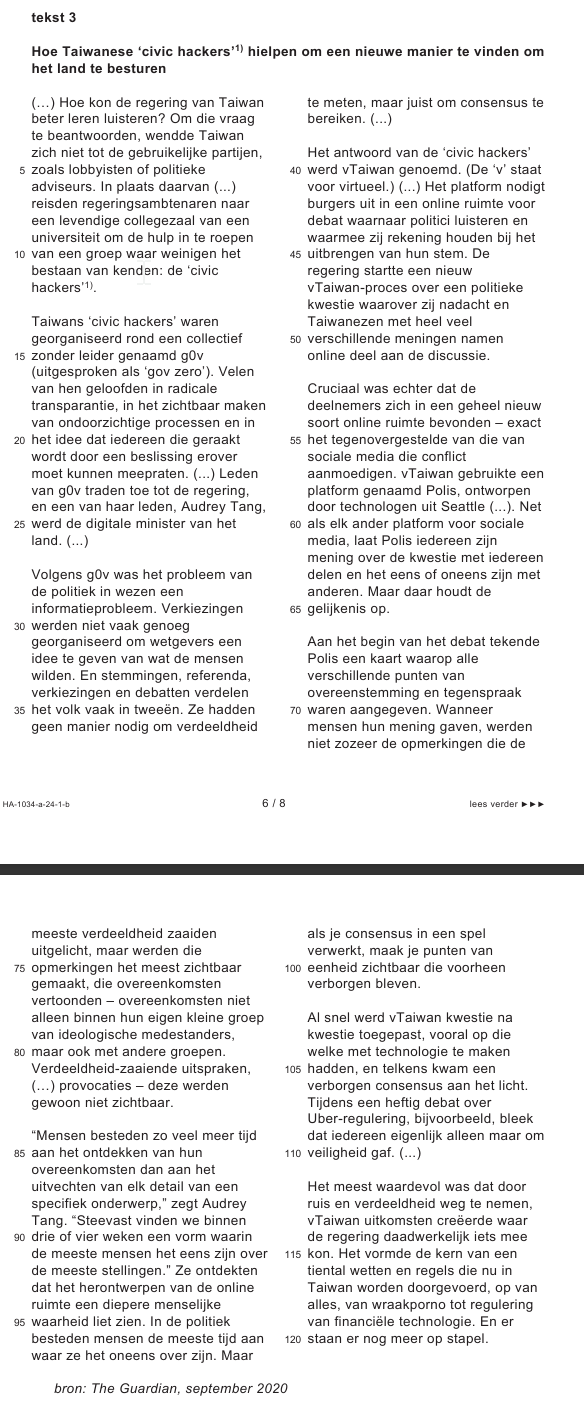 tekst 3
Hoe Taiwanese ‘civic hackers’1) hielpen om een nieuwe manier te vinden om
het land te besturen
(…) Hoe kon de regering van Taiwan
beter leren luisteren? Om die vraag
te beantwoorden, wendde Taiwan
zich niet tot de gebruikelijke partijen,
5 zoals lobbyisten of politieke
adviseurs. In plaats daarvan (...)
reisden regeringsambtenaren naar
een levendige collegezaal van een
universiteit om de hulp in te roepen
10 van een groep waar weinigen het
bestaan van kenden: de ‘civic
hackers’1).
Taiwans ‘civic hackers’ waren
georganiseerd rond een collectief
15 zonder leider genaamd g0v
(uitgesproken als ‘gov zero’). Velen
van hen geloofden in radicale
transparantie, in het zichtbaar maken
van ondoorzichtige processen en in
20 het idee dat iedereen die geraakt
wordt door een beslissing erover
moet kunnen meepraten. (...) Leden
van g0v traden toe tot de regering,
en een van haar leden, Audrey Tang,
25 werd de digitale minister van het
land. (...)
Volgens g0v was het probleem van
de politiek in wezen een
informatieprobleem. Verkiezingen
30 werden niet vaak genoeg
georganiseerd om wetgevers een
idee te geven van wat de mensen
wilden. En stemmingen, referenda,
verkiezingen en debatten verdelen
35 het volk vaak in tweeën. Ze hadden
geen manier nodig om verdeeldheid
te meten, maar juist om consensus te
bereiken. (...)
Het antwoord van de ‘civic hackers’
40 werd vTaiwan genoemd. (De ‘v’ staat
voor virtueel.) (...) Het platform nodigt
burgers uit in een online ruimte voor
debat waarnaar politici luisteren en
waarmee zij rekening houden bij het
45 uitbrengen van hun stem. De
regering startte een nieuw
vTaiwan-proces over een politieke
kwestie waarover zij nadacht en
Taiwanezen met heel veel
50 verschillende meningen namen
online deel aan de discussie.
Cruciaal was echter dat de
deelnemers zich in een geheel nieuw
soort online ruimte bevonden – exact
55 het tegenovergestelde van die van
sociale media die conflict
aanmoedigen. vTaiwan gebruikte een
platform genaamd Polis, ontworpen
door technologen uit Seattle (...). Net
60 als elk ander platform voor sociale
media, laat Polis iedereen zijn
mening over de kwestie met iedereen
delen en het eens of oneens zijn met
anderen. Maar daar houdt de
65 gelijkenis op.
Aan het begin van het debat tekende
Polis een kaart waarop alle
verschillende punten van
overeenstemming en tegenspraak
70 waren aangegeven. Wanneer
mensen hun mening gaven, werden
niet zozeer de opmerkingen die de
HA-1034-a-24-1-b
6 / 8
lees verder ►►►
meeste verdeeldheid zaaiden
uitgelicht, maar werden die
75 opmerkingen het meest zichtbaar
gemaakt, die overeenkomsten
vertoonden – overeenkomsten niet
alleen binnen hun eigen kleine groep
van ideologische medestanders,
80 maar ook met andere groepen.
Verdeeldheid-zaaiende uitspraken,
(…) provocaties – deze werden
gewoon niet zichtbaar.
“Mensen besteden zo veel meer tijd
85 aan het ontdekken van hun
overeenkomsten dan aan het
uitvechten van elk detail van een
specifiek onderwerp,” zegt Audrey
Tang. “Steevast vinden we binnen
90 drie of vier weken een vorm waarin
de meeste mensen het eens zijn over
de meeste stellingen.” Ze ontdekten
dat het herontwerpen van de online
ruimte een diepere menselijke
95 waarheid liet zien. In de politiek
besteden mensen de meeste tijd aan
waar ze het oneens over zijn. Maar
als je consensus in een spel
verwerkt, maak je punten van
100 eenheid zichtbaar die voorheen
verborgen bleven.
Al snel werd vTaiwan kwestie na
kwestie toegepast, vooral op die
welke met technologie te maken
105 hadden, en telkens kwam een
verborgen consensus aan het licht.
Tijdens een heftig debat over
Uber-regulering, bijvoorbeeld, bleek
dat iedereen eigenlijk alleen maar om
110 veiligheid gaf. (...)
Het meest waardevol was dat door
ruis en verdeeldheid weg te nemen,
vTaiwan uitkomsten creëerde waar
de regering daadwerkelijk iets mee
115 kon. Het vormde de kern van een
tiental wetten en regels die nu in
Taiwan worden doorgevoerd, op van
alles, van wraakporno tot regulering
van financiële technologie. En er
120 staan er nog meer op stapel.
bron: The Guardian, september 2020